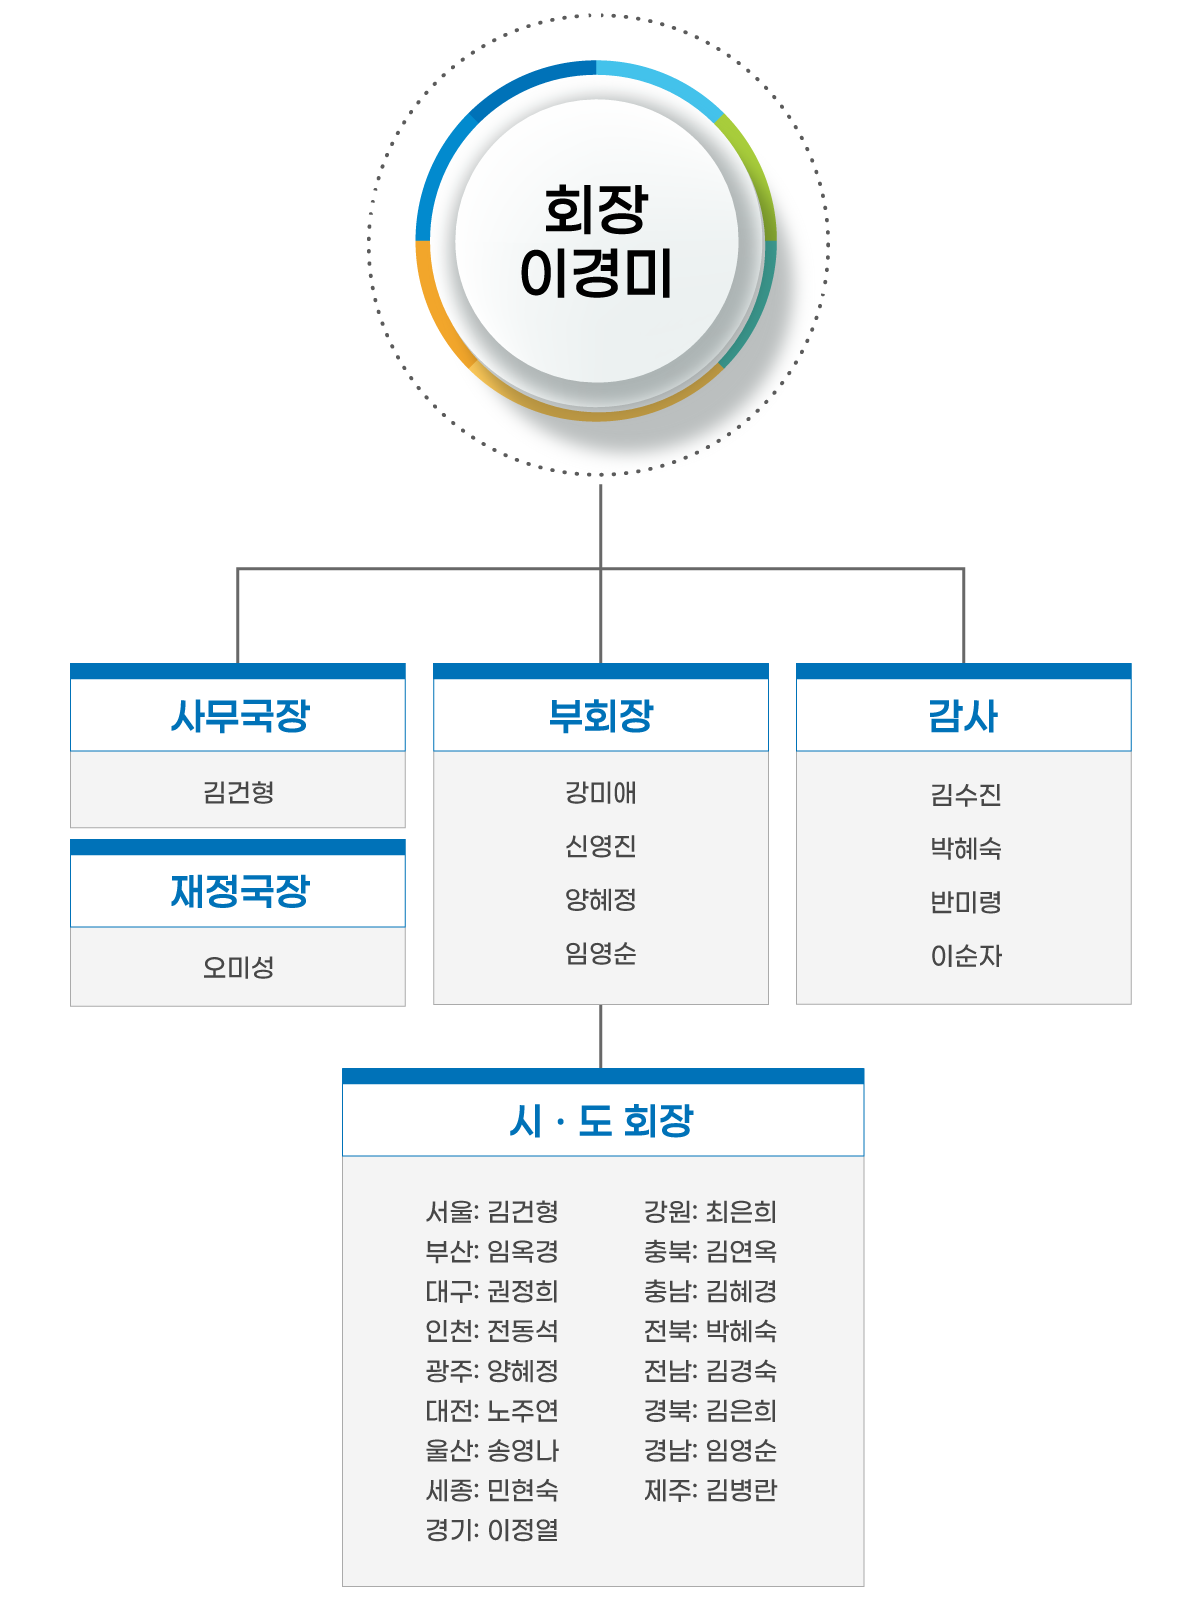 회장
이경미
사무국장
김건형
재정국장
오미성
부회장
강미애
신영진
양혜정
임영순
감사
김수진
박혜숙
반미령
이순자
시 · 도 회장
서울: 김건형
부산: 임옥경
대구: 권정희
인천: 전동석
광주: 양혜정
대전: 노주연
울산: 송영나
세종: 민현숙
경기: 이정열
강원: 최은희
충북: 김연옥
충남: 김혜경
전북: 박혜숙
전남: 김경숙
경북: 김은희
경남: 임영순
제주: 김병란